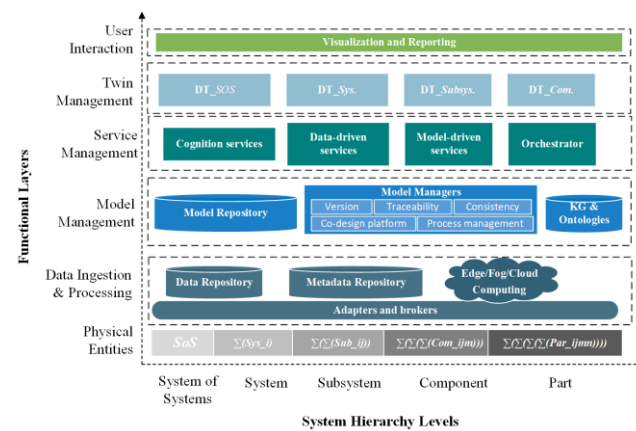 User
Interaction
Visualization and Reporting
Twin
Management
DT_SOS
DT_Sys.
DT_Subsys.
DT_Com.
Service
Management
Cognition services
Data-driven
services
Model-driven
services
Orchestrator
Model
Management
Model Repository
Model Managers
Version
Traceability
Consistency
Co-design platform
Process management
KG &
Ontologies
Data Ingestion
& Processing
Data Repository
Metadata Repository
Edge/Fog/Cloud
Computing
Adapters and brokers
Physical
Entities
SoS
∑(Sys_i)
∑(∑(Sub_ij))
∑(∑(∑(Com_ijm)))
∑(∑(∑(∑(Par_ijmn))))
System of
Systems
System
Subsystem
Component
Part
System Hierarchy Levels
Functional Layers